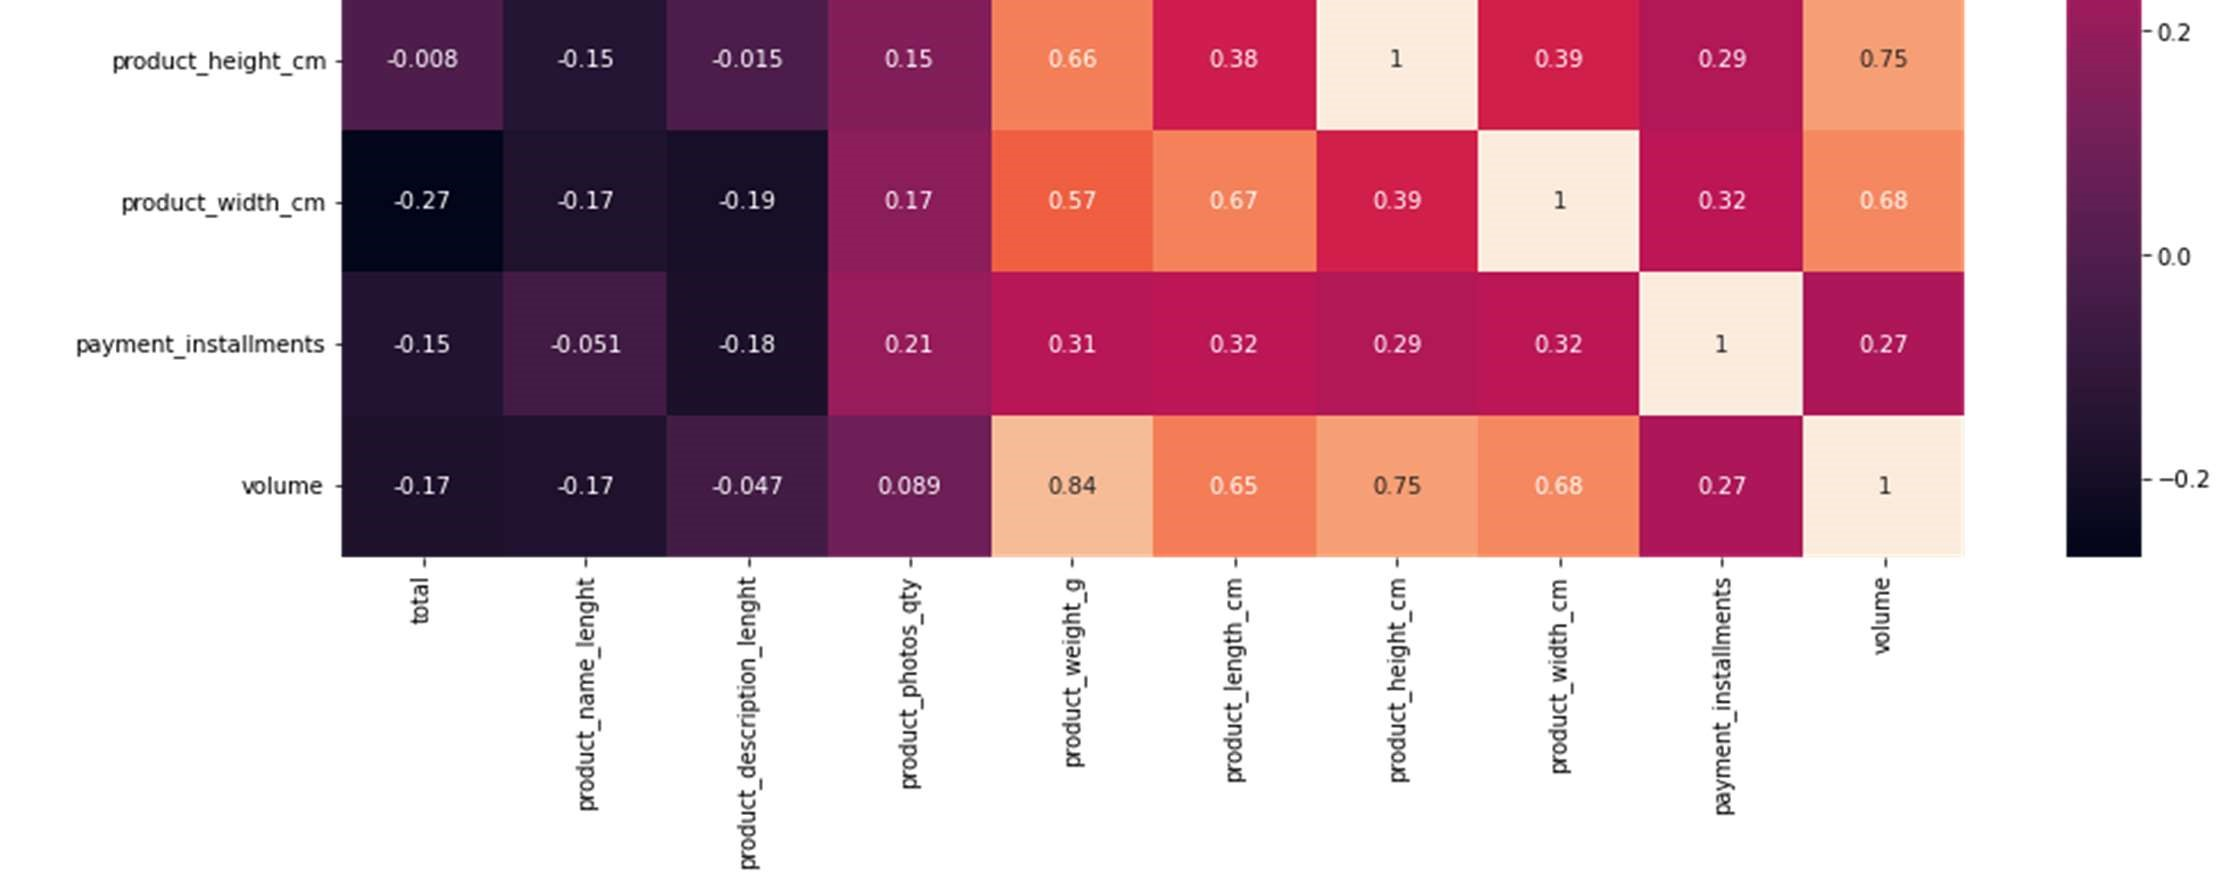 product_height_cm -0.008 -0.15 -0.015 0.15 0.66 0.38 1 0.39 0.29 0.75
0.2
product_width_cm -0.27 -0.17 -0.19 0.17 0.57 0.67 0.39 1 0.32 0.68
0.0
payment_installments -0.15 -0.051 -0.18 0.21 0.31 0.32 0.29 0.32 1 0.27
volume -0.17 -0.17 -0.047 0.089 0.84 0.65 0.75 0.68 0.27 1
−0.2
total
product_name_lenght
product_description_lenght
product_photos_qty
product_weight_g
product_length_cm
product_height_cm
product_width_cm
payment_installments
volume